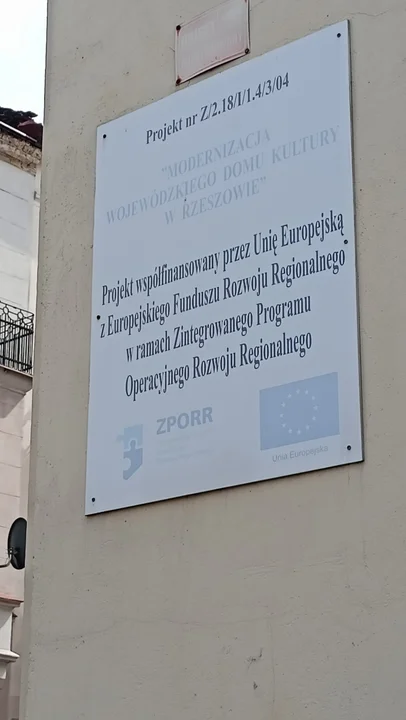 Projekt nr Z/2.18/I/1.4/3/04
"MODERNIZACJA
WOJEWÓDZKIEGO DOMU KULTURY
W RZESZOWIE"
Projekt współfinansowany przez Unię Europejską
z Europejskiego Funduszu Rozwoju Regionalnego
w ramach Zintegrowanego Programu
Operacyjnego Rozwoju Regionalnego
ZPORR
Unia Europejska